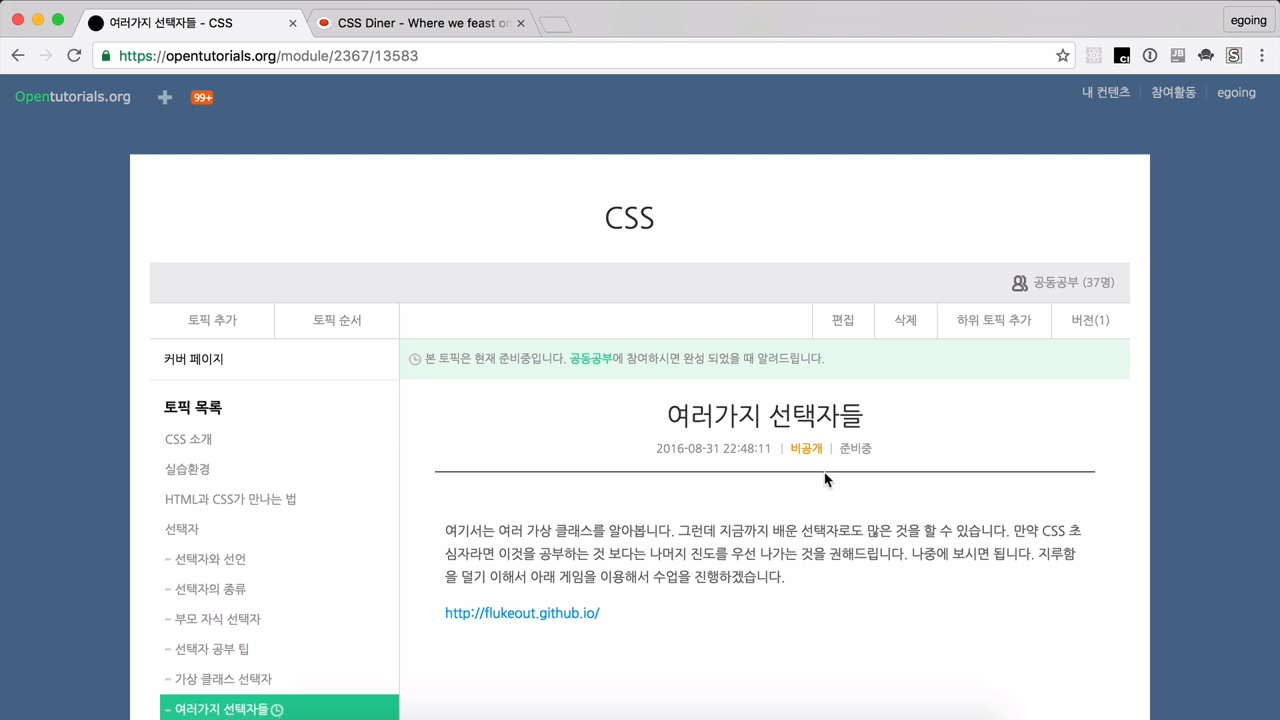 여러가지 선택자들 - CSS
CSS Diner - Where we feast on
egoing
https://opentutorials.org/module/2367/13583
Opentutorials.org
99+
내 컨텐츠
참여활동
egoing
CSS
공동공부 (37명)
토픽 추가
토픽 순서
편집
삭제
하위 토픽 추가
버전(1)
커버 페이지
본 토픽은 현재 준비중입니다. 공동공부에 참여하시면 완성 되었을 때 알려드립니다.
토픽 목록
CSS 소개
실습환경
HTML과 CSS가 만나는 법
선택자
- 선택자와 선언
- 선택자의 종류
- 부모 자식 선택자
- 선택자 공부 팁
- 가상 클래스 선택자
- 여러가지 선택자들
여러가지 선택자들
2016-08-31 22:48:11 | 비공개 | 준비중
여기서는 여러 가상 클래스를 알아봅니다. 그런데 지금까지 배운 선택자로도 많은 것을 할 수 있습니다. 만약 CSS 초
심자라면 이것을 공부하는 것 보다는 나머지 진도를 우선 나가는 것을 권해드립니다. 나중에 보시면 됩니다. 지루함
을 덜기 이해서 아래 게임을 이용해서 수업을 진행하겠습니다.
http://flukeout.github.io/